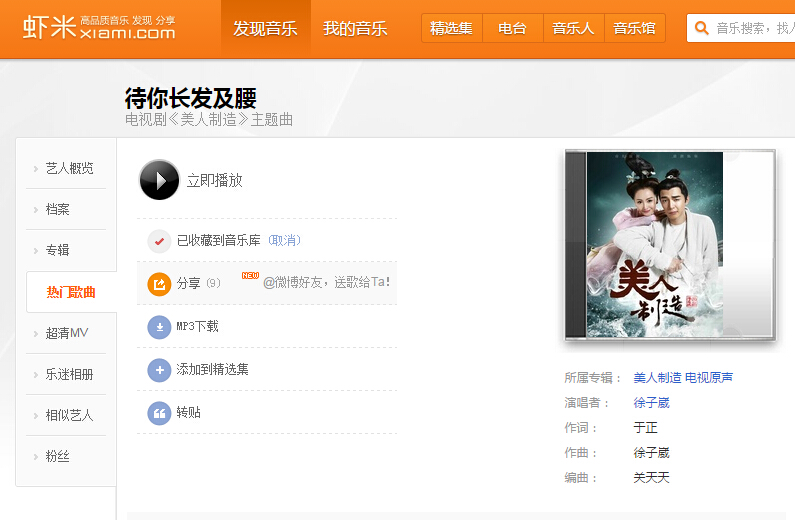 虾米 高品质音乐 发现 分享
xiami.com
发现音乐 我的音乐 精选集 电台 音乐人 音乐馆 音乐搜索，找人
待你长发及腰
电视剧《美人制造》主题曲
艺人概览
档案
专辑
热门歌曲
超清MV
乐迷相册
相似艺人
粉丝
立即播放
已收藏到音乐库 (取消)
分享 (9) NEW @微博好友，送歌给Ta!
MP3下载
添加到精选集
转贴
美人
制造
所属专辑： 美人制造 电视原声
演唱者： 徐子崴
作词： 于正
作曲： 徐子崴
编曲： 关天天